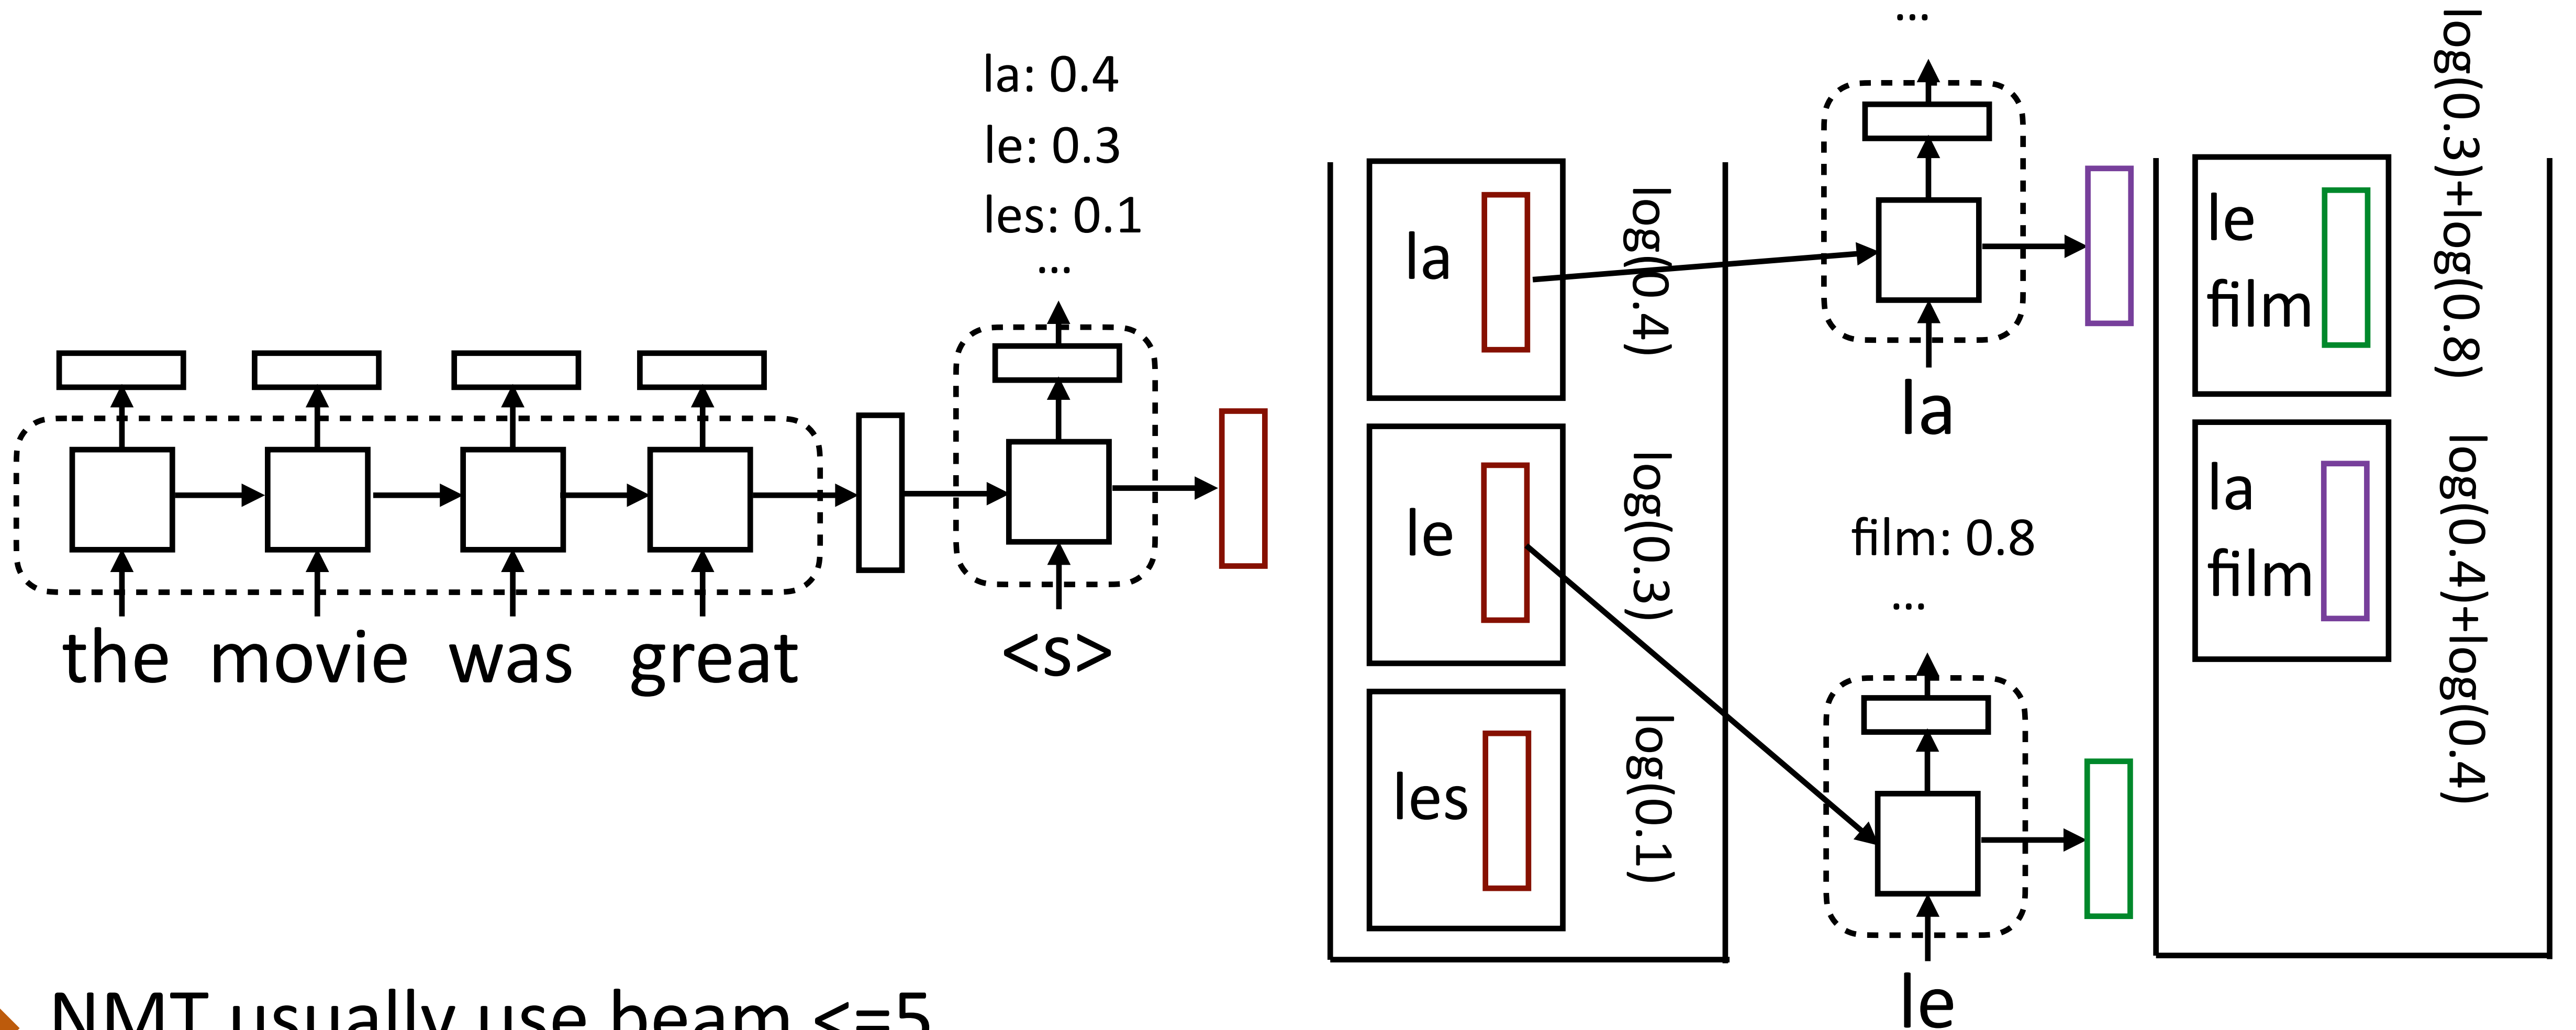 the movie was great
<s>
la: 0.4
le: 0.3
les: 0.1
...
la
log(0.4)
le
log(0.3)
les
log(0.1)
...
la
film: 0.8
...
le
le
film
log(0.3)+log(0.8)
la
film
log(0.4)+log(0.4)
NMT usually use beam <=5